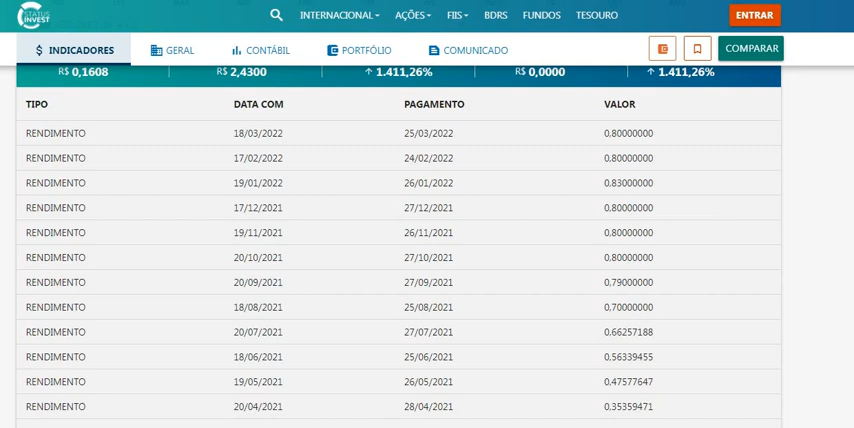 STATUS INVEST INTERNACIONAL AÇÕES FIIS BDRS FUNDOS TESOURO ENTRAR
INDICADORES GERAL CONTÁBIL PORTFÓLIO COMUNICADO COMPARAR
R$ 0,1608 R$ 2,4300 ↑ 1.411,26% R$ 0,0000 ↑ 1.411,26%
TIPO DATA COM PAGAMENTO VALOR
RENDIMENTO 18/03/2022 25/03/2022 0,80000000
RENDIMENTO 17/02/2022 24/02/2022 0,80000000
RENDIMENTO 19/01/2022 26/01/2022 0,83000000
RENDIMENTO 17/12/2021 27/12/2021 0,80000000
RENDIMENTO 19/11/2021 26/11/2021 0,80000000
RENDIMENTO 20/10/2021 27/10/2021 0,80000000
RENDIMENTO 20/09/2021 27/09/2021 0,79000000
RENDIMENTO 18/08/2021 25/08/2021 0,70000000
RENDIMENTO 20/07/2021 27/07/2021 0,66257188
RENDIMENTO 18/06/2021 25/06/2021 0,56339455
RENDIMENTO 19/05/2021 26/05/2021 0,47577647
RENDIMENTO 20/04/2021 28/04/2021 0,35359471